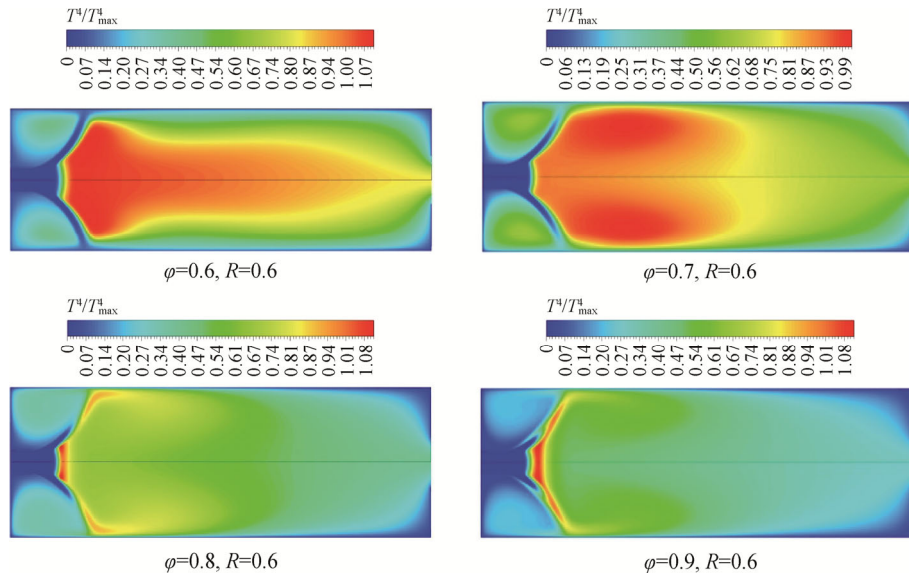 T⁴/T⁴max
0 0.07 0.14 0.20 0.27 0.34 0.40 0.47 0.54 0.60 0.67 0.74 0.80 0.87 0.94 1.00 1.07
φ=0.6, R=0.6
T⁴/T⁴max
0 0.06 0.13 0.19 0.25 0.31 0.37 0.44 0.50 0.56 0.62 0.68 0.75 0.81 0.87 0.93 0.99
φ=0.7, R=0.6
T⁴/T⁴max
0 0.07 0.14 0.20 0.27 0.34 0.40 0.47 0.54 0.61 0.67 0.74 0.81 0.87 0.94 1.01 1.08
φ=0.8, R=0.6
T⁴/T⁴max
0 0.07 0.14 0.20 0.27 0.34 0.40 0.47 0.54 0.61 0.67 0.74 0.81 0.88 0.94 1.01 1.08
φ=0.9, R=0.6